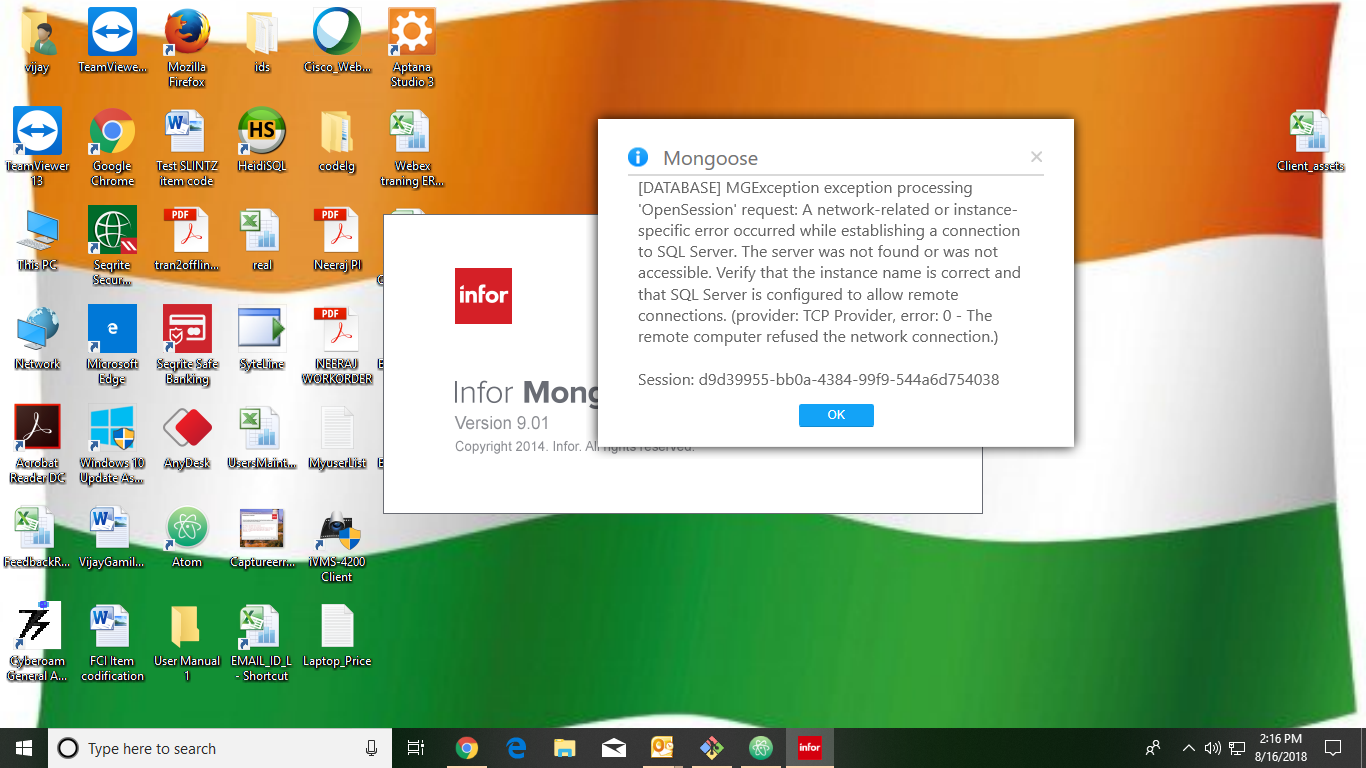 vijay
TeamViewe...
Mozilla
Firefox
ids
Cisco_Web...
Aptana
Studio 3
TeamViewer
13
Google
Chrome
Test SLINTZ
item code
HS
HeidiSQL
codelg
Webex
traning ER...
Client_assets
This PC
Seqrite
Secur...
PDF
tran2offlin...
real
PDF
Neeraj PI
Network
Microsoft
Edge
Seqrite Safe
Banking
SyteLine
PDF
NEERAJ
WORKORDER
Acrobat
Reader DC
Windows 10
Update As...
AnyDesk
UsersMaint...
MyuserList
FeedbackR...
VijayGamil...
Atom
Captureerr...
iVMS-4200
Client
Cyberoam
General A...
FCI Item
codification
User Manual
1
EMAIL_ID_L
- Shortcut
Laptop_Price
infor
Infor Mong
Version 9.01
Copyright 2014. Infor. All rights reserved.
Mongoose
[DATABASE] MGException exception processing
'OpenSession' request: A network-related or instance-
specific error occurred while establishing a connection
to SQL Server. The server was not found or was not
accessible. Verify that the instance name is correct and
that SQL Server is configured to allow remote
connections. (provider: TCP Provider, error: 0 - The
remote computer refused the network connection.)
Session: d9d39955-bb0a-4384-99f9-544a6d754038
OK
Type here to search
infor
2:16 PM
8/16/2018